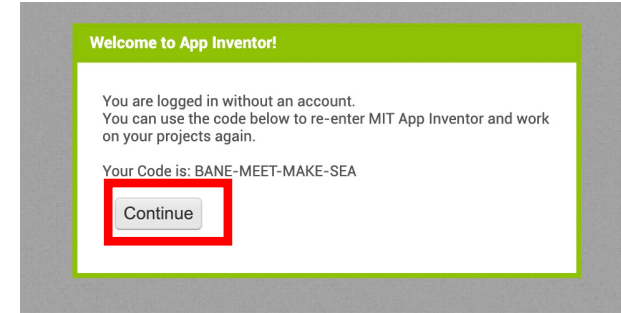 Welcome to App Inventor!
You are logged in without an account.
You can use the code below to re-enter MIT App Inventor and work
on your projects again.
Your Code is: BANE-MEET-MAKE-SEA
Continue